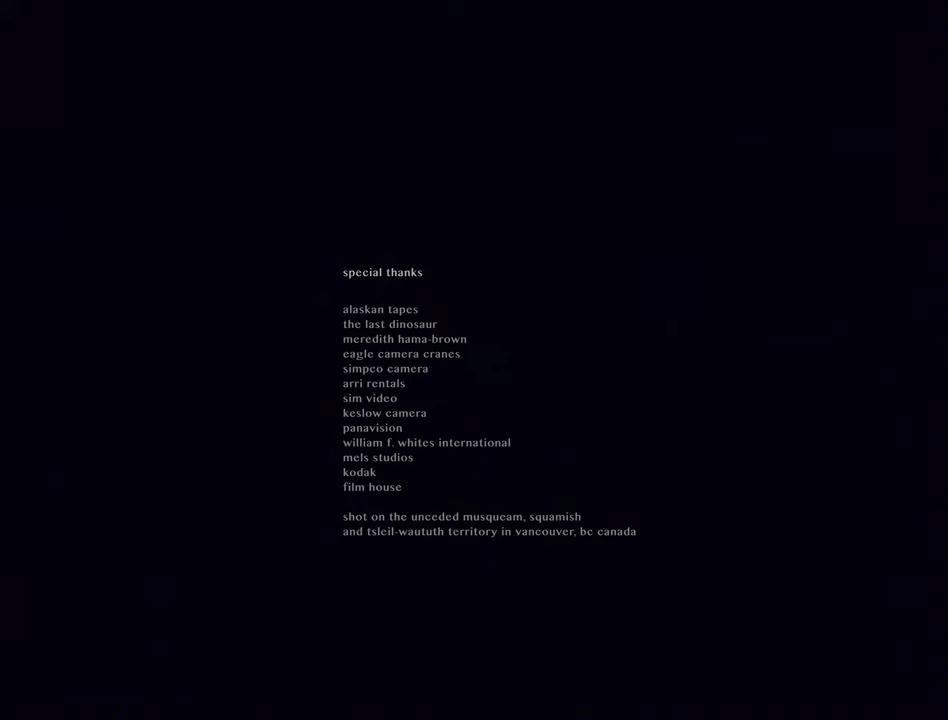 special thanks
alaskan tapes
the last dinosaur
meredith hama-brown
eagle camera cranes
simpco camera
arri rentals
sim video
keslow camera
panavision
william f. whites international
mels studios
kodak
film house
shot on the unceded musqueam, squamish
and tsleil-waututh territory in vancouver, bc canada